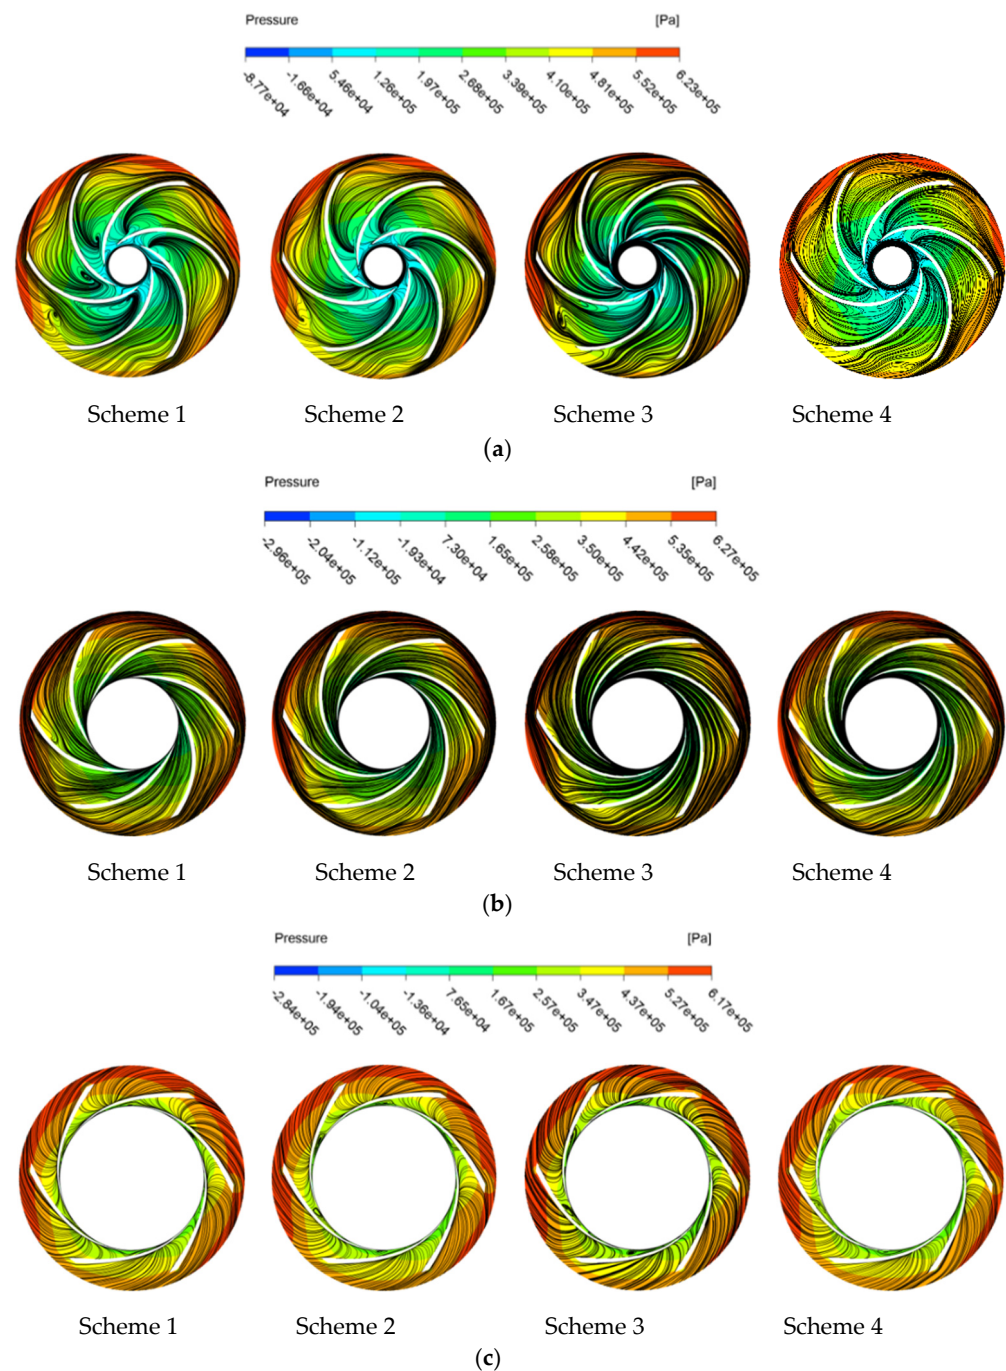 Pressure [Pa]
-8.77e+04 -1.66e+04 5.46e+04 1.26e+05 1.97e+05 2.68e+05 3.39e+05 4.10e+05 4.81e+05 5.52e+05 6.23e+05
Scheme 1 Scheme 2 Scheme 3 Scheme 4
(a)
Pressure [Pa]
-2.96e+05 -2.04e+05 -1.12e+05 -1.93e+04 7.30e+04 1.65e+05 2.58e+05 3.50e+05 4.42e+05 5.35e+05 6.27e+05
Scheme 1 Scheme 2 Scheme 3 Scheme 4
(b)
Pressure [Pa]
-2.84e+05 -1.94e+05 -1.04e+05 -1.36e+04 7.65e+04 1.67e+05 2.57e+05 3.47e+05 4.37e+05 5.27e+05 6.17e+05
Scheme 1 Scheme 2 Scheme 3 Scheme 4
(c)